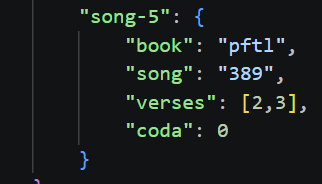 "song-5": {
"book": "pftl",
"song": "389",
"verses": [2,3],
"coda": 0
}